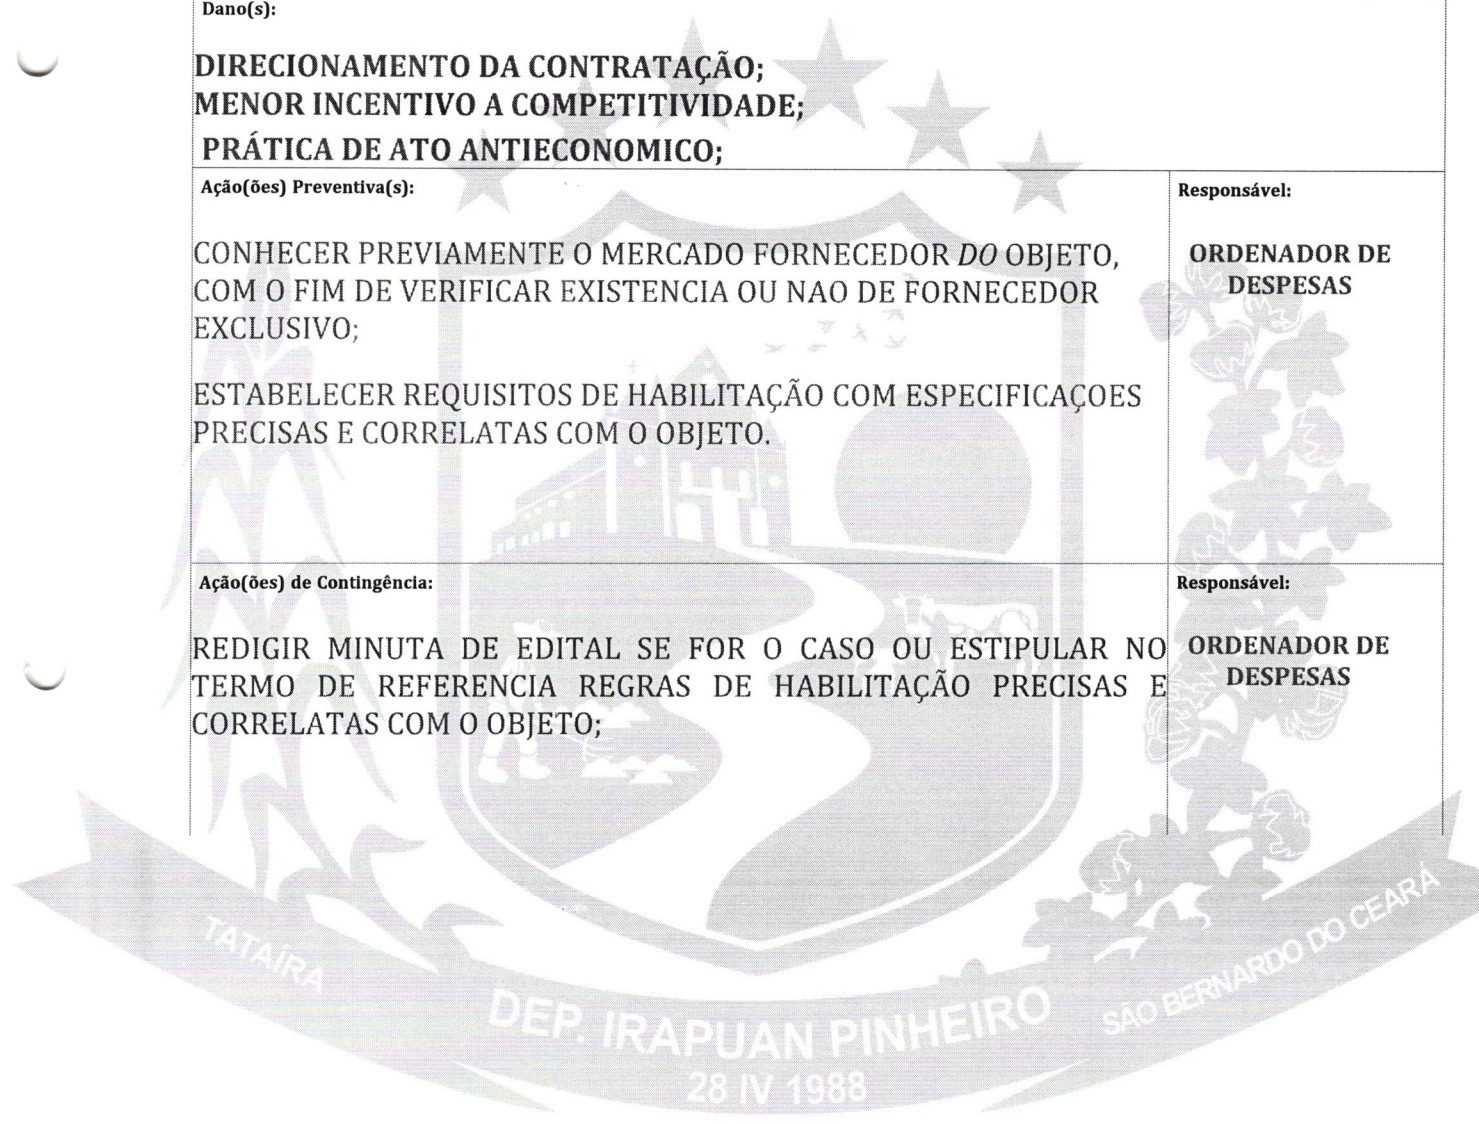 Dano(s):
DIRECIONAMENTO DA CONTRATAÇÃO;
MENOR INCENTIVO A COMPETITIVIDADE;
PRÁTICA DE ATO ANTIECONOMICO;
Ação(ões) Preventiva(s):
Responsável:
CONHECER PREVIAMENTE O MERCADO FORNECEDOR DO OBJETO,
COM O FIM DE VERIFICAR EXISTENCIA OU NAO DE FORNECEDOR
EXCLUSIVO;
ESTABELECER REQUISITOS DE HABILITAÇÃO COM ESPECIFICAÇOES
PRECISAS E CORRELATAS COM O OBJETO.
ORDENADOR DE
DESPESAS
Ação(ões) de Contingência:
Responsável:
REDIGIR MINUTA DE EDITAL SE FOR O CASO OU ESTIPULAR NO
TERMO DE REFERENCIA REGRAS DE HABILITAÇÃO PRECISAS E
CORRELATAS COM O OBJETO;
ORDENADOR DE
DESPESAS
TATAÍRA
DEP. IRAPUAN PINHEIRO
SÃO BERNARDO DO CEARÁ
28 IV 1988